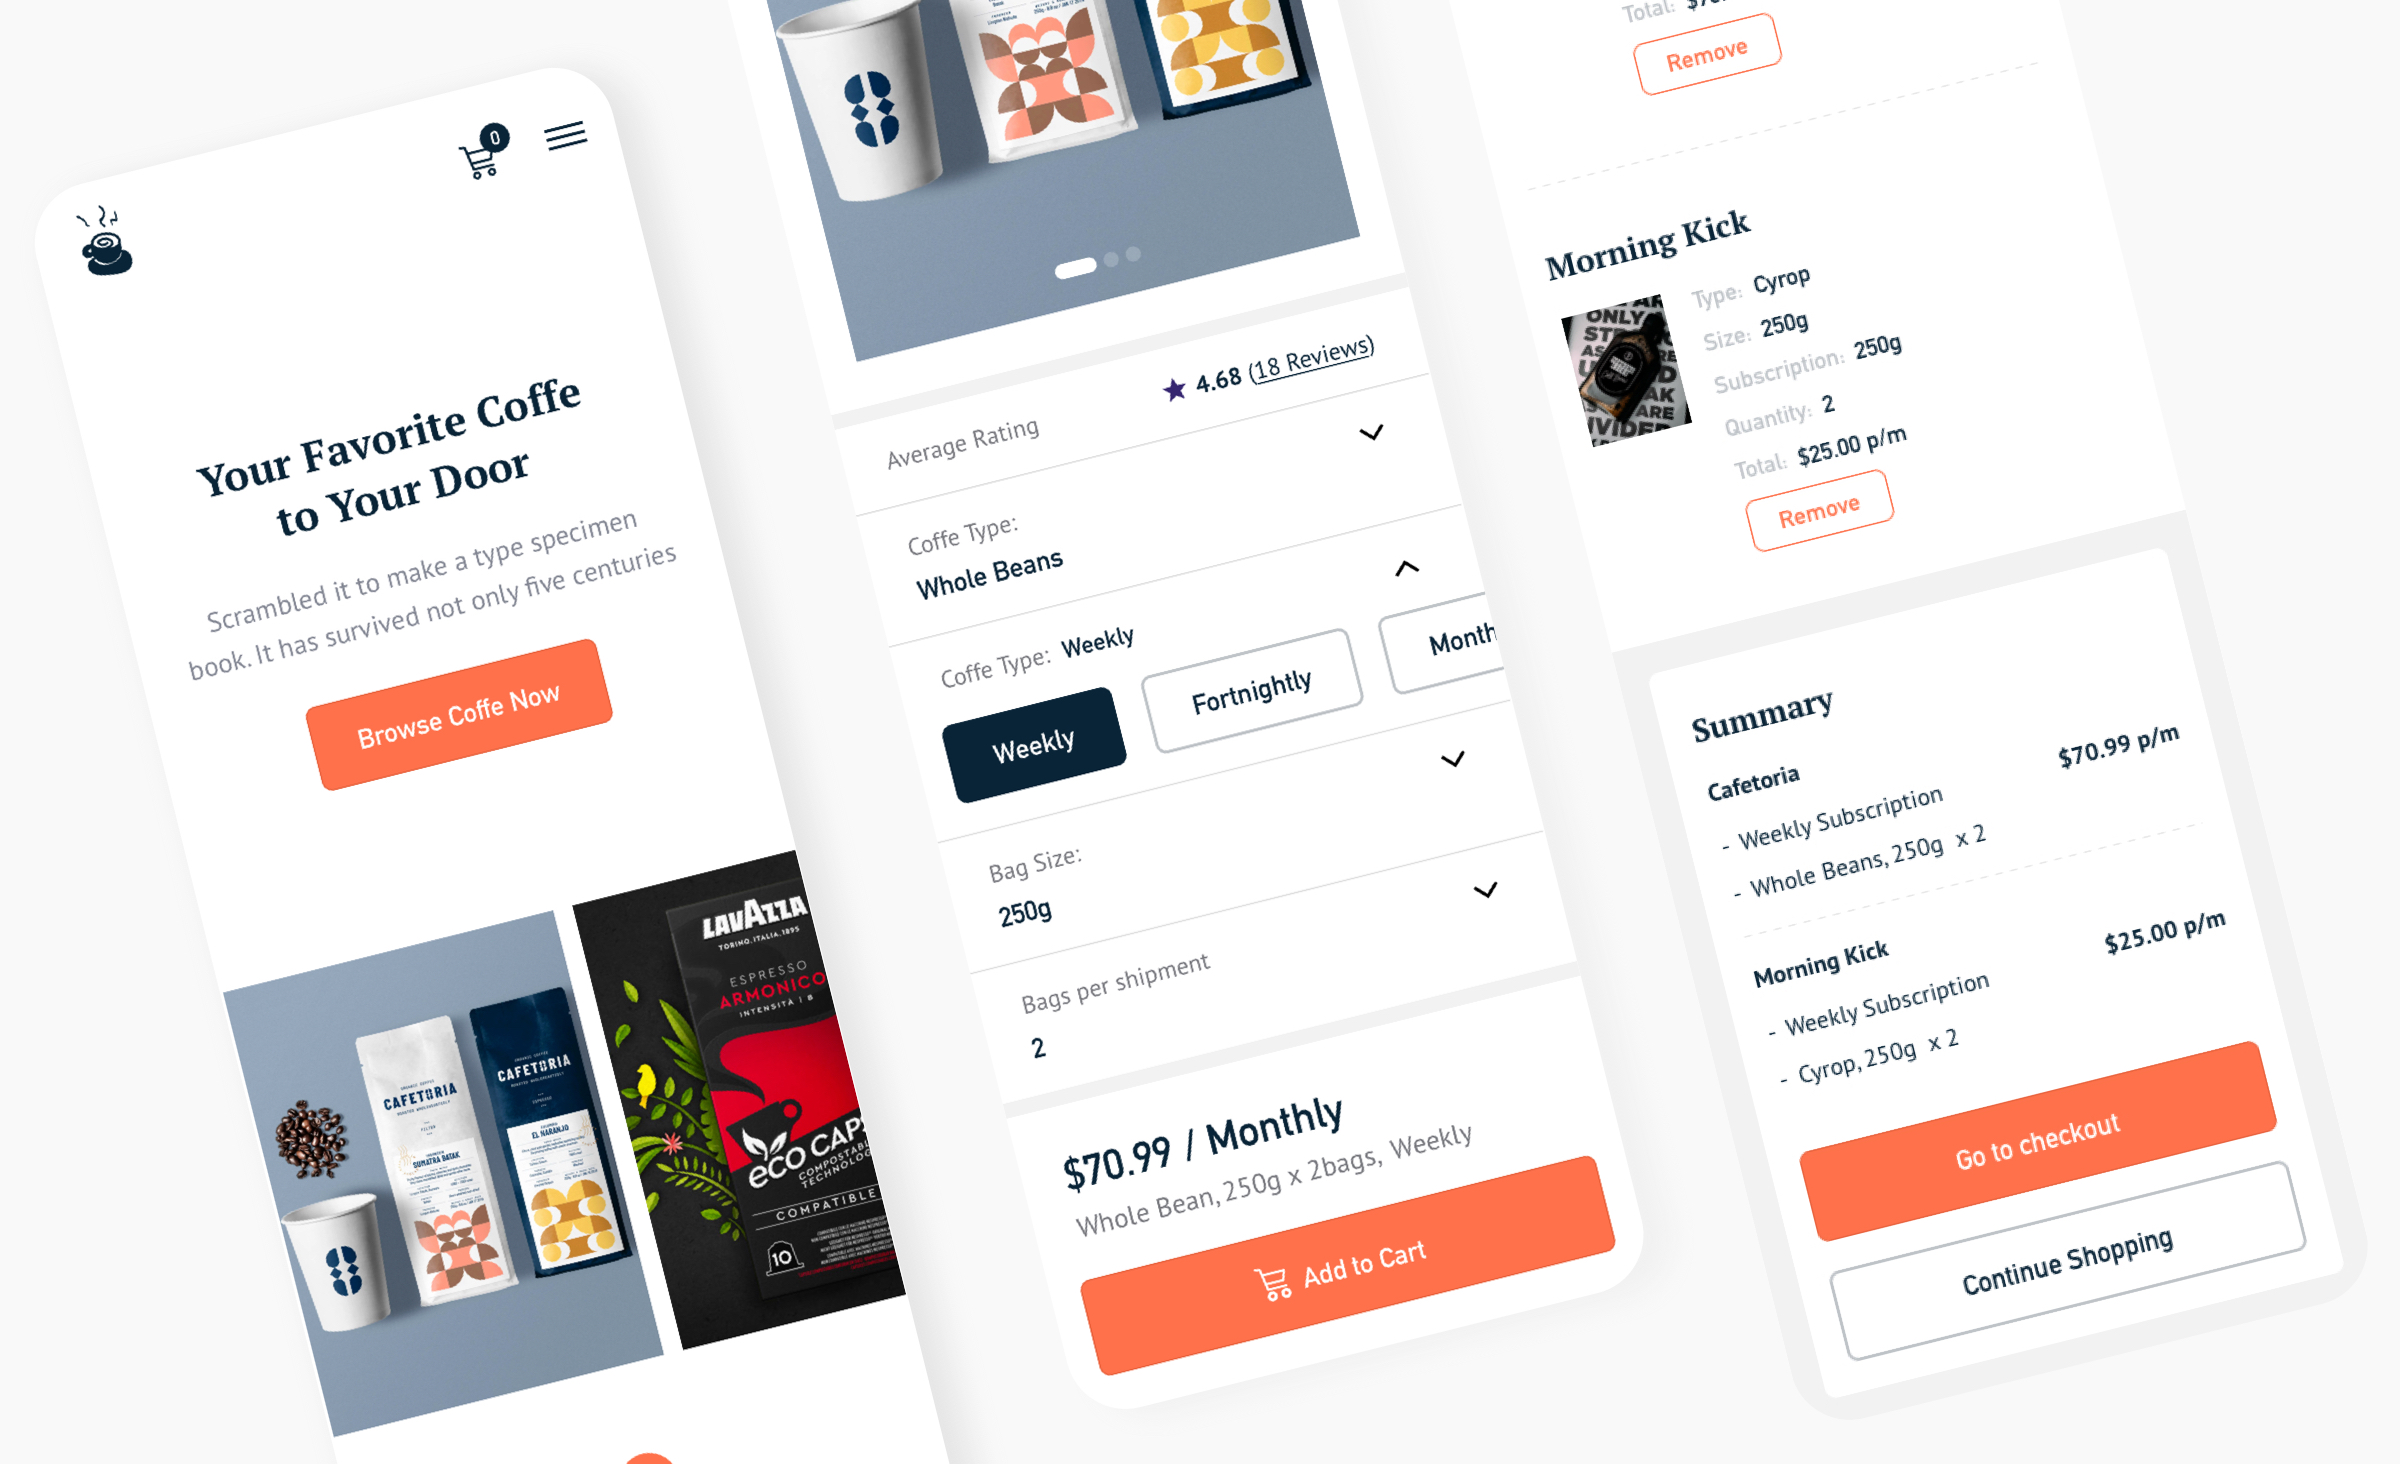 0
Your Favorite Coffe
to Your Door
Scrambled it to make a type specimen
book. It has survived not only five centuries
Browse Coffe Now
CAFETORIA
SUMATRA BATAK
CAFETORIA
EL NARANJO
LAVAZZA
TORINO, ITALIA, 1895
ESPRESSO
ARMONICO
INTENSITÀ | 8
eco CAPS
COMPOSTABLE
TECHNOLOG
COMPATIBLE
10
Average Rating
4.68 (18 Reviews)
Coffe Type:
Whole Beans
Coffe Type: Weekly
Weekly
Fortnightly
Month
Bag Size:
250g
Bags per shipment
2
$70.99 / Monthly
Whole Bean, 250g x 2bags, Weekly
Add to Cart
Total:
Remove
Morning Kick
ONLY
Type: Cyrop
Size: 250g
Subscription: 250g
Quantity: 2
Total: $25.00 p/m
Remove
Summary
Cafetoria
$70.99 p/m
- Weekly Subscription
- Whole Beans, 250g x 2
Morning Kick
$25.00 p/m
- Weekly Subscription
- Cyrop, 250g x 2
Go to checkout
Continue Shopping